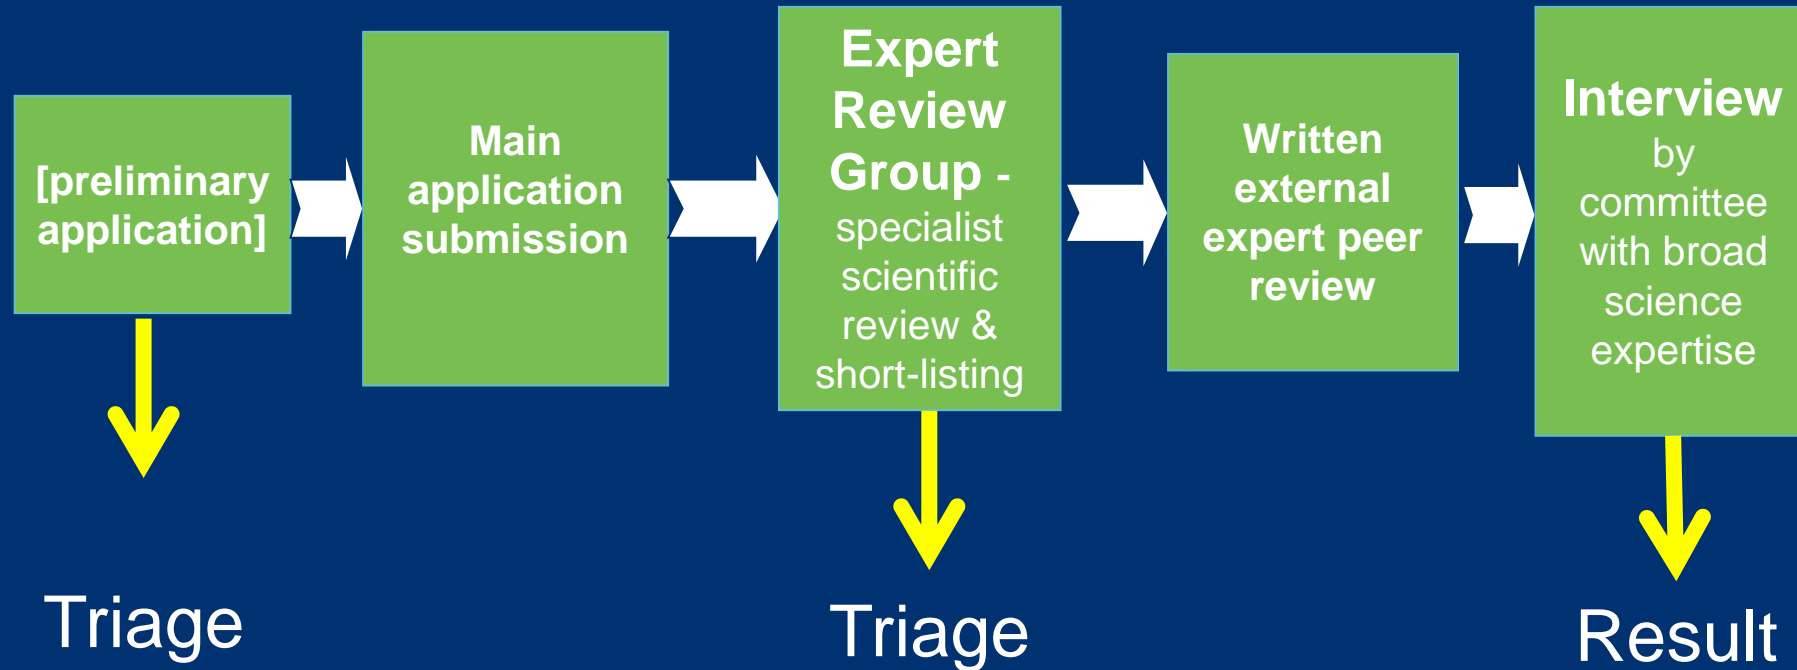 [preliminary
application]
Main
application
submission
Expert
Review
Group -
specialist
scientific
review &
short-listing
Written
external
expert peer
review
Interview
by
committee
with broad
science
expertise
Triage
Triage
Result